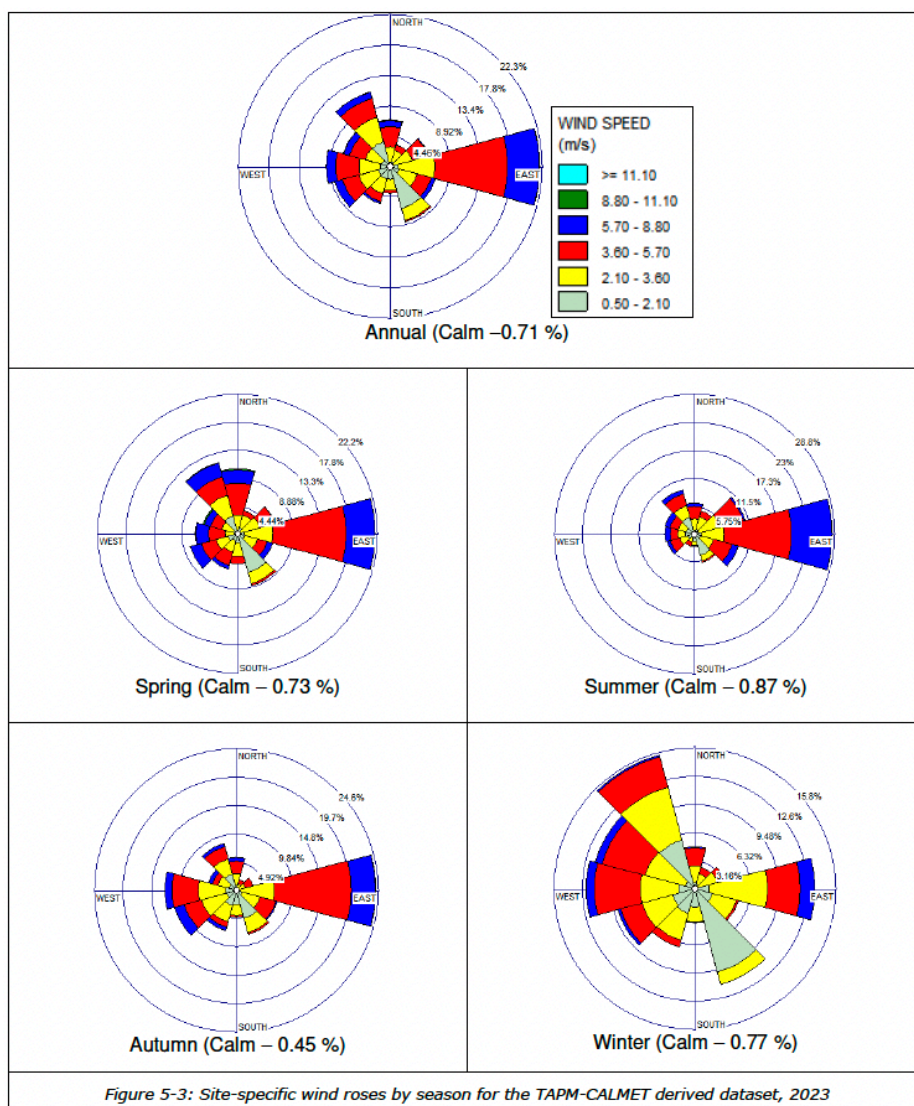 NORTH
22.3%
17.8%
13.4%
8.92%
4.46%
WEST
EAST
SOUTH
WIND SPEED
(m/s)
>= 11.10
8.80 - 11.10
5.70 - 8.80
3.60 - 5.70
2.10 - 3.60
0.50 - 2.10
Annual (Calm –0.71 %)
NORTH
22.2%
17.8%
13.3%
8.88%
4.44%
WEST
EAST
SOUTH
Spring (Calm – 0.73 %)
NORTH
28.8%
23%
17.3%
11.5%
5.75%
WEST
EAST
SOUTH
Summer (Calm – 0.87 %)
NORTH
24.6%
19.7%
14.8%
9.84%
4.92%
WEST
EAST
SOUTH
Autumn (Calm – 0.45 %)
NORTH
15.8%
12.6%
9.48%
6.32%
3.16%
WEST
EAST
SOUTH
Winter (Calm – 0.77 %)
Figure 5-3: Site-specific wind roses by season for the TAPM-CALMET derived dataset, 2023